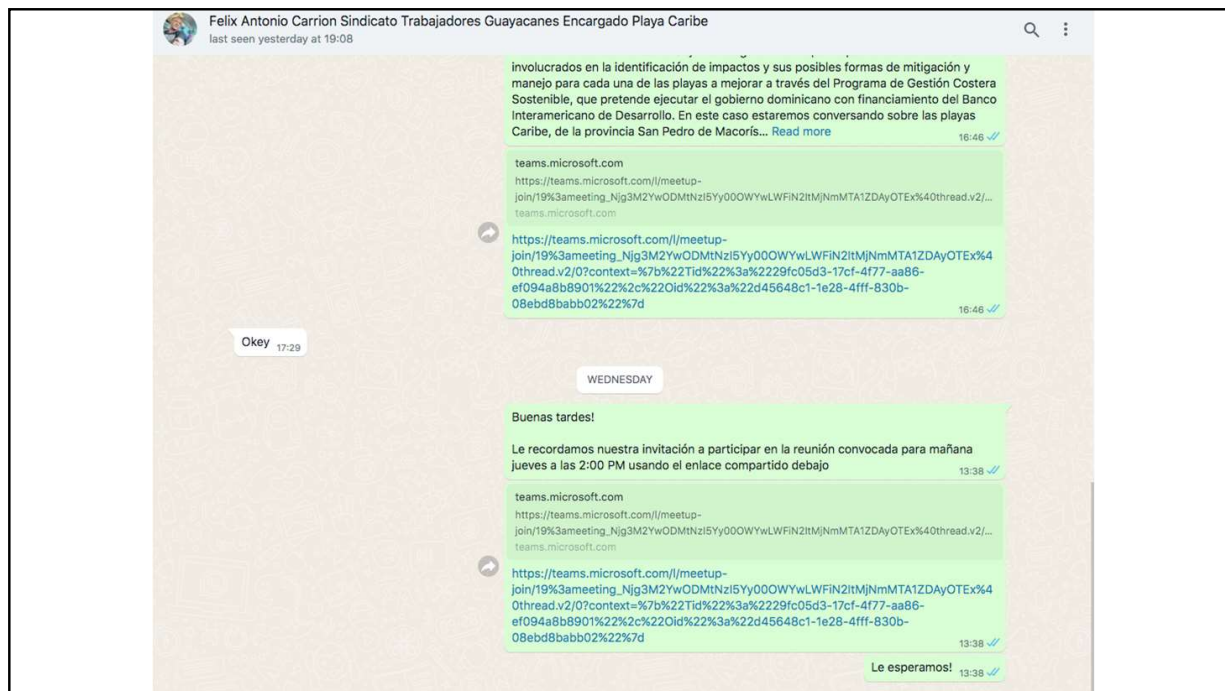 Felix Antonio Carrion Sindicato Trabajadores Guayacanes Encargado Playa Caribe
last seen yesterday at 19:08
involucrados en la identificación de impactos y sus posibles formas de mitigación y
manejo para cada una de las playas a mejorar a través del Programa de Gestión Costera
Sostenible, que pretende ejecutar el gobierno dominicano con financiamiento del Banco
Interamericano de Desarrollo. En este caso estaremos conversando sobre las playas
Caribe, de la provincia San Pedro de Macorís... Read more
16:46
teams.microsoft.com
https://teams.microsoft.com/l/meetup-
join/19%3ameeting_Njg3M2YwODMtNzI5Yy00OWYwLWFiN2ItMjNmMTA1ZDAyOTEx%40thread.v2/...
teams.microsoft.com
https://teams.microsoft.com/l/meetup-
join/19%3ameeting_Njg3M2YwODMtNzI5Yy00OWYwLWFiN2ItMjNmMTA1ZDAyOTEx%4
0thread.v2/0?context=%7b%22Tid%22%3a%2229fc05d3-17cf-4f77-aa86-
ef094a8b8901%22%2c%22Oid%22%3a%22d45648c1-1e28-4fff-830b-
08ebd8babb02%22%7d
16:46
Okey 17:29
WEDNESDAY
Buenas tardes!
Le recordamos nuestra invitación a participar en la reunión convocada para mañana
jueves a las 2:00 PM usando el enlace compartido debajo
13:38
teams.microsoft.com
https://teams.microsoft.com/l/meetup-
join/19%3ameeting_Njg3M2YwODMtNzI5Yy00OWYwLWFiN2ItMjNmMTA1ZDAyOTEx%40thread.v2/...
teams.microsoft.com
https://teams.microsoft.com/l/meetup-
join/19%3ameeting_Njg3M2YwODMtNzI5Yy00OWYwLWFiN2ItMjNmMTA1ZDAyOTEx%4
0thread.v2/0?context=%7b%22Tid%22%3a%2229fc05d3-17cf-4f77-aa86-
ef094a8b8901%22%2c%22Oid%22%3a%22d45648c1-1e28-4fff-830b-
08ebd8babb02%22%7d
13:38
Le esperamos! 13:38